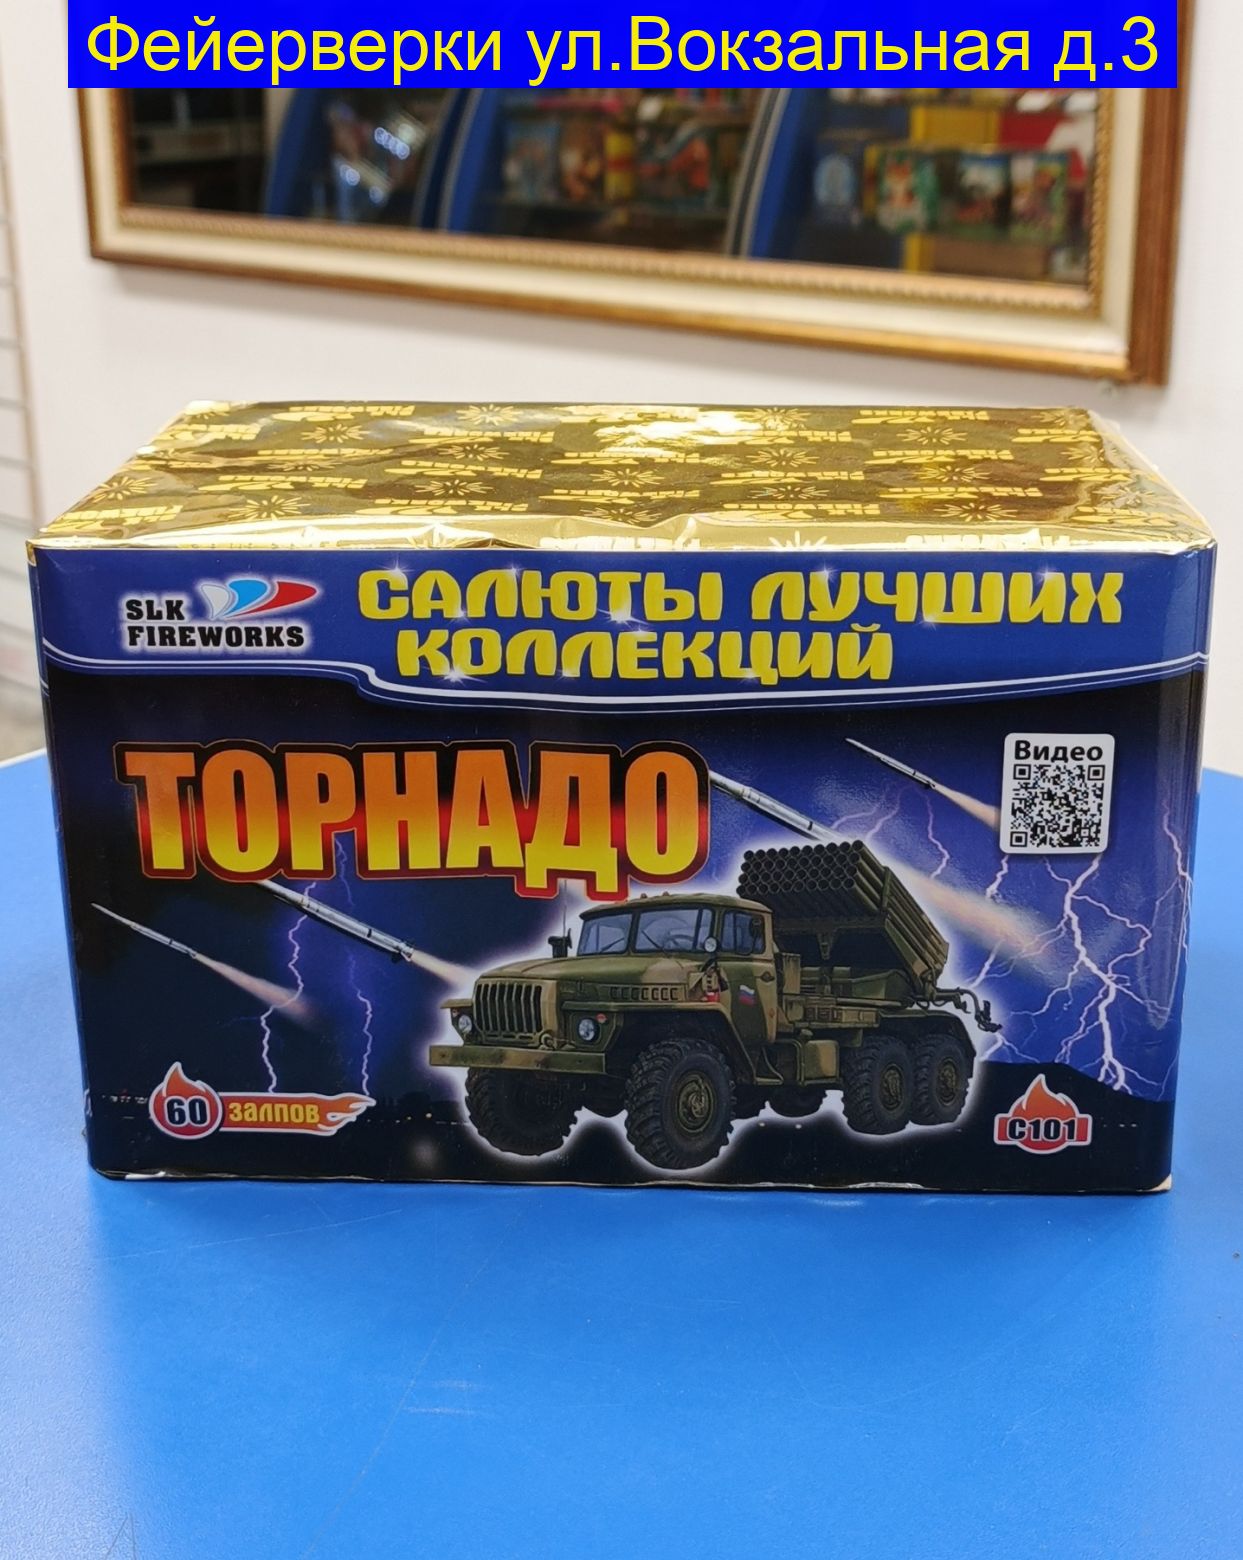 Фейерверки ул.Вокзальная д.3
SLK
FIREWORKS
САЛЮТЫ ЛУЧШИХ
КОЛЛЕКЦИЙ
ТОРНАДО
Видео
60 ЗАЛПОВ
С101